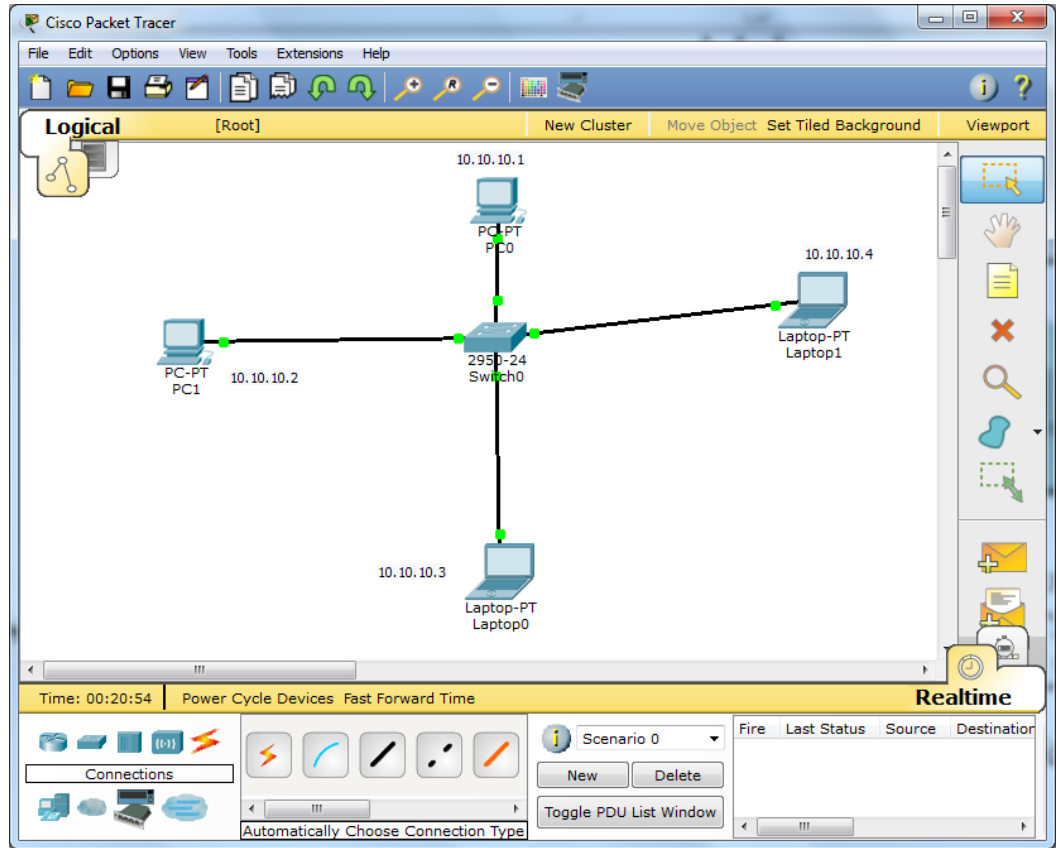 Cisco Packet Tracer
File Edit Options View Tools Extensions Help
Logical [Root] New Cluster Move Object Set Tiled Background Viewport
10.10.10.1
PC-PT
PC0
10.10.10.4
Laptop-PT
Laptop1
2950-24
Switch0
PC-PT
PC1
10.10.10.2
10.10.10.3
Laptop-PT
Laptop0
Time: 00:20:54 Power Cycle Devices Fast Forward Time Realtime
Connections
Automatically Choose Connection Type
Scenario 0
New Delete
Toggle PDU List Window
Fire Last Status Source Destination